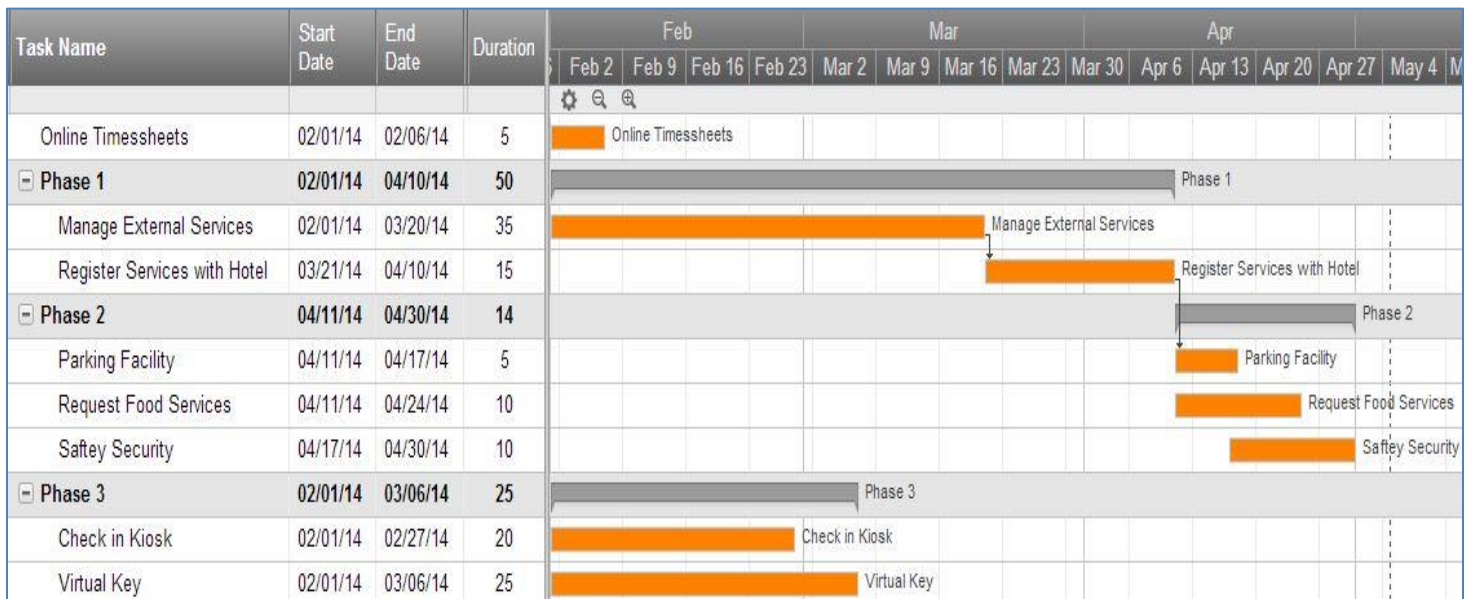 Task Name Start Date End Date Duration Feb Mar Apr
Feb 2 Feb 9 Feb 16 Feb 23 Mar 2 Mar 9 Mar 16 Mar 23 Mar 30 Apr 6 Apr 13 Apr 20 Apr 27 May 4 M
Online Timessheets 02/01/14 02/06/14 5 Online Timessheets
Phase 1 02/01/14 04/10/14 50 Phase 1
Manage External Services 02/01/14 03/20/14 35 Manage External Services
Register Services with Hotel 03/21/14 04/10/14 15 Register Services with Hotel
Phase 2 04/11/14 04/30/14 14 Phase 2
Parking Facility 04/11/14 04/17/14 5 Parking Facility
Request Food Services 04/11/14 04/24/14 10 Request Food Services
Saftey Security 04/17/14 04/30/14 10 Saftey Security
Phase 3 02/01/14 03/06/14 25 Phase 3
Check in Kiosk 02/01/14 02/27/14 20 Check in Kiosk
Virtual Key 02/01/14 03/06/14 25 Virtual Key